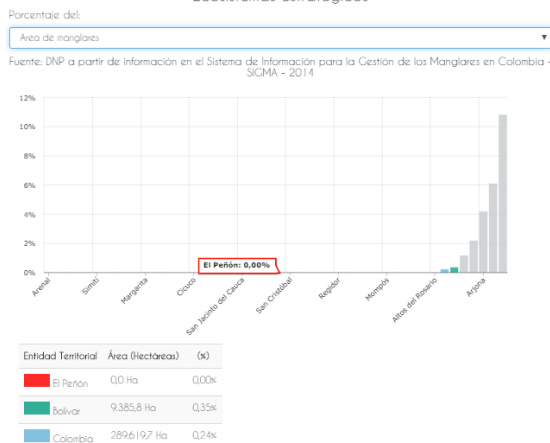 Ecosistemas estratégicos
Porcentaje del:
Area de manglares
Fuente: DNP a partir de información en el Sistema de Información para la Gestión de los Manglares en Colombia -
SIGMA - 2014
12%
10%
8%
6%
4%
2%
0%
El Peñón: 0,00%
Arenal
Simití
Margarita
Cicuco
San Jacinto del Cauca
San Cristóbal
Regidor
Mompós
Altos del Rosario
Arjona
Entidad Territorial Área (Hectáreas) (%)
El Peñón 0,0 Ha 0,00%
Bolívar 9.385,8 Ha 0,35%
Colombia 289.619,7 Ha 0,24%